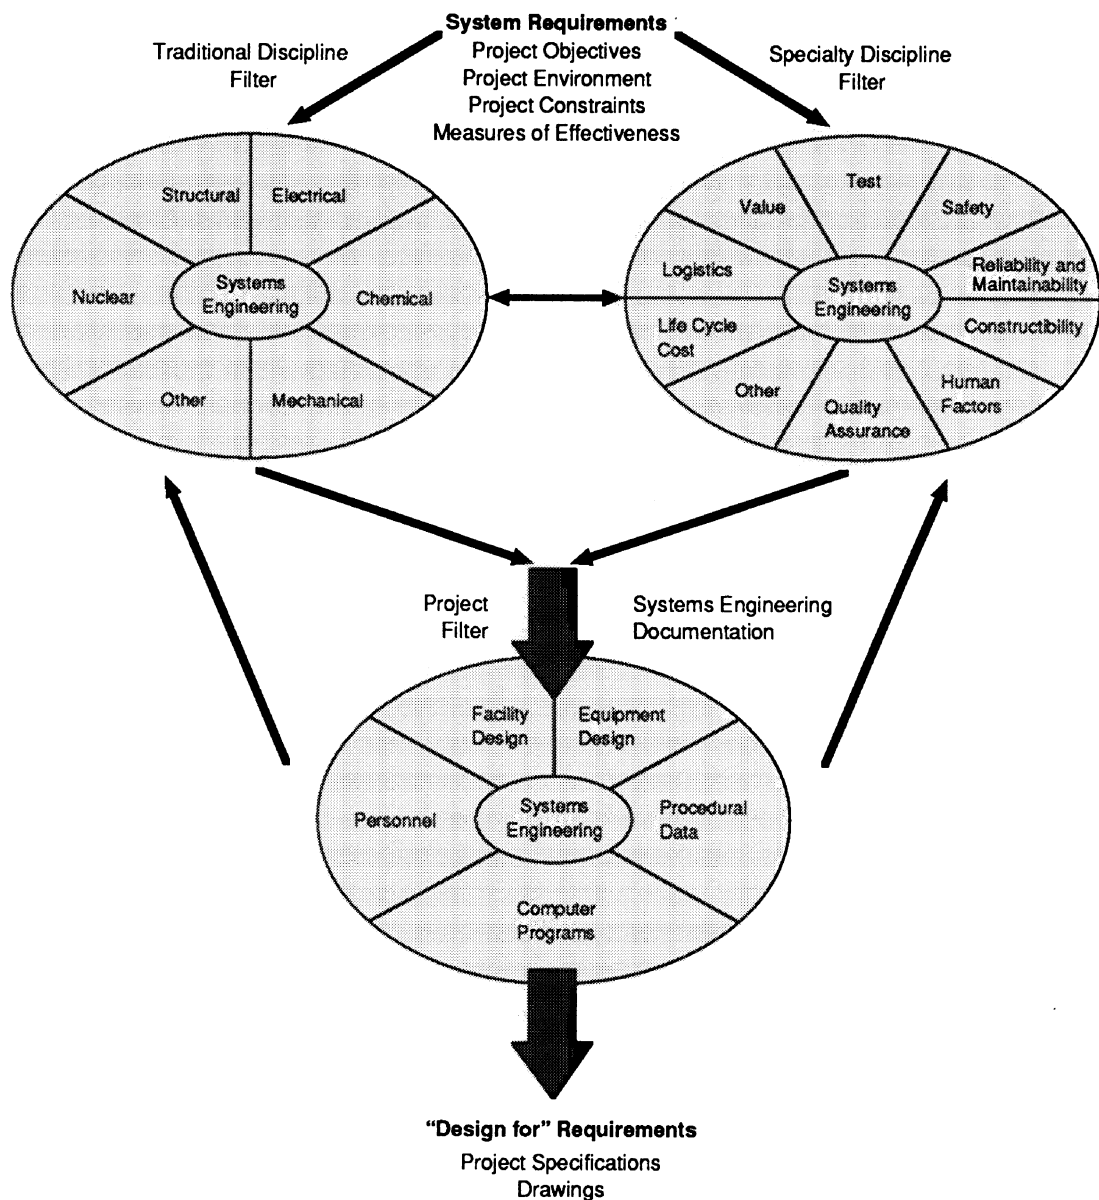 System Requirements
Project Objectives
Project Environment
Project Constraints
Measures of Effectiveness
Traditional Discipline
Filter
Specialty Discipline
Filter
Structural
Electrical
Nuclear
Systems
Engineering
Chemical
Other
Mechanical
Test
Value
Safety
Logistics
Systems
Engineering
Reliability and
Maintainability
Life Cycle
Cost
Constructibility
Other
Quality
Assurance
Human
Factors
Project
Filter
Systems Engineering
Documentation
Facility
Design
Equipment
Design
Personnel
Systems
Engineering
Procedural
Data
Computer
Programs
“Design for” Requirements
Project Specifications
Drawings